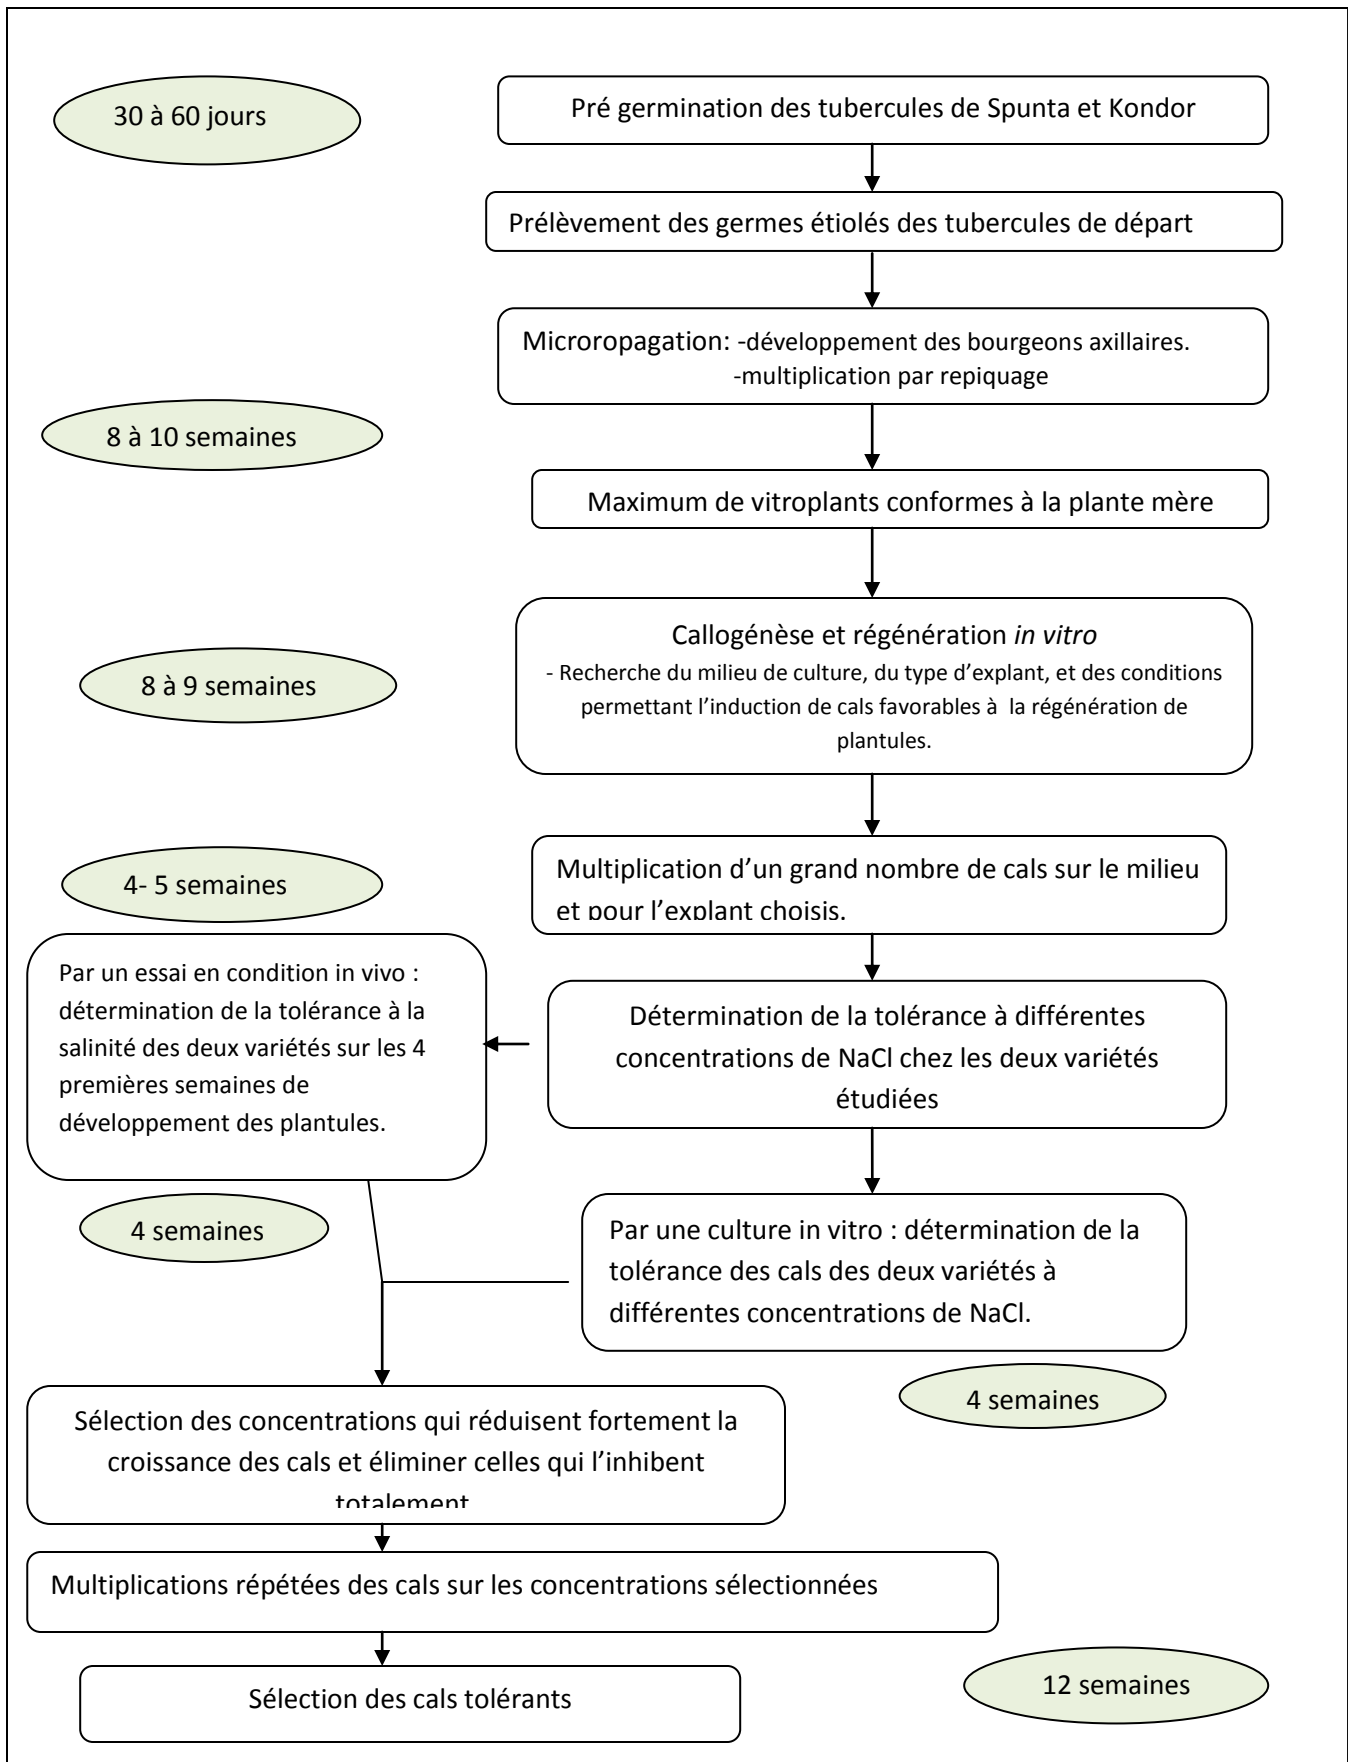 30 à 60 jours
Pré germination des tubercules de Spunta et Kondor
Prélèvement des germes étiolés des tubercules de départ
Microropagation: -développement des bourgeons axillaires.
-multiplication par repiquage
8 à 10 semaines
Maximum de vitroplants conformes à la plante mère
Callogénèse et régénération in vitro
- Recherche du milieu de culture, du type d’explant, et des conditions
permettant l’induction de cals favorables à la régénération de
plantules.
8 à 9 semaines
Multiplication d’un grand nombre de cals sur le milieu
et pour l’explant choisis.
4- 5 semaines
Par un essai en condition in vivo :
détermination de la tolérance à la
salinité des deux variétés sur les 4
premières semaines de
développement des plantules.
Détermination de la tolérance à différentes
concentrations de NaCl chez les deux variétés
étudiées
4 semaines
Par une culture in vitro : détermination de la
tolérance des cals des deux variétés à
différentes concentrations de NaCl.
4 semaines
Sélection des concentrations qui réduisent fortement la
croissance des cals et éliminer celles qui l’inhibent
totalement
Multiplications répétées des cals sur les concentrations sélectionnées
Sélection des cals tolérants
12 semaines